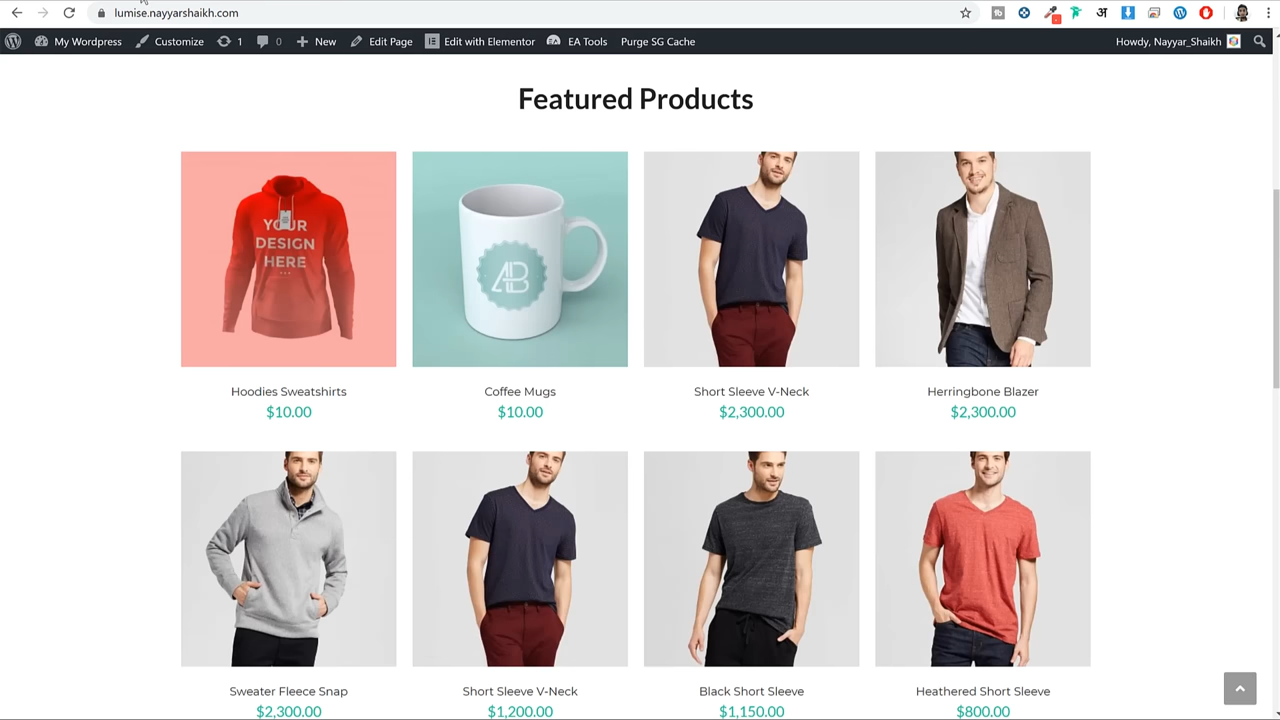 lumise.nayyarshaikh.com
अ
My Wordpress Customize 1 0 New Edit Page Edit with Elementor EA Tools Purge SG Cache Howdy, Nayyar_Shaikh
Featured Products
YOUR
DESIGN
HERE
AB
Hoodies Sweatshirts Coffee Mugs Short Sleeve V-Neck Herringbone Blazer
$10.00 $10.00 $2,300.00 $2,300.00
Sweater Fleece Snap Short Sleeve V-Neck Black Short Sleeve Heathered Short Sleeve
$2,300.00 $1,200.00 $1,150.00 $800.00